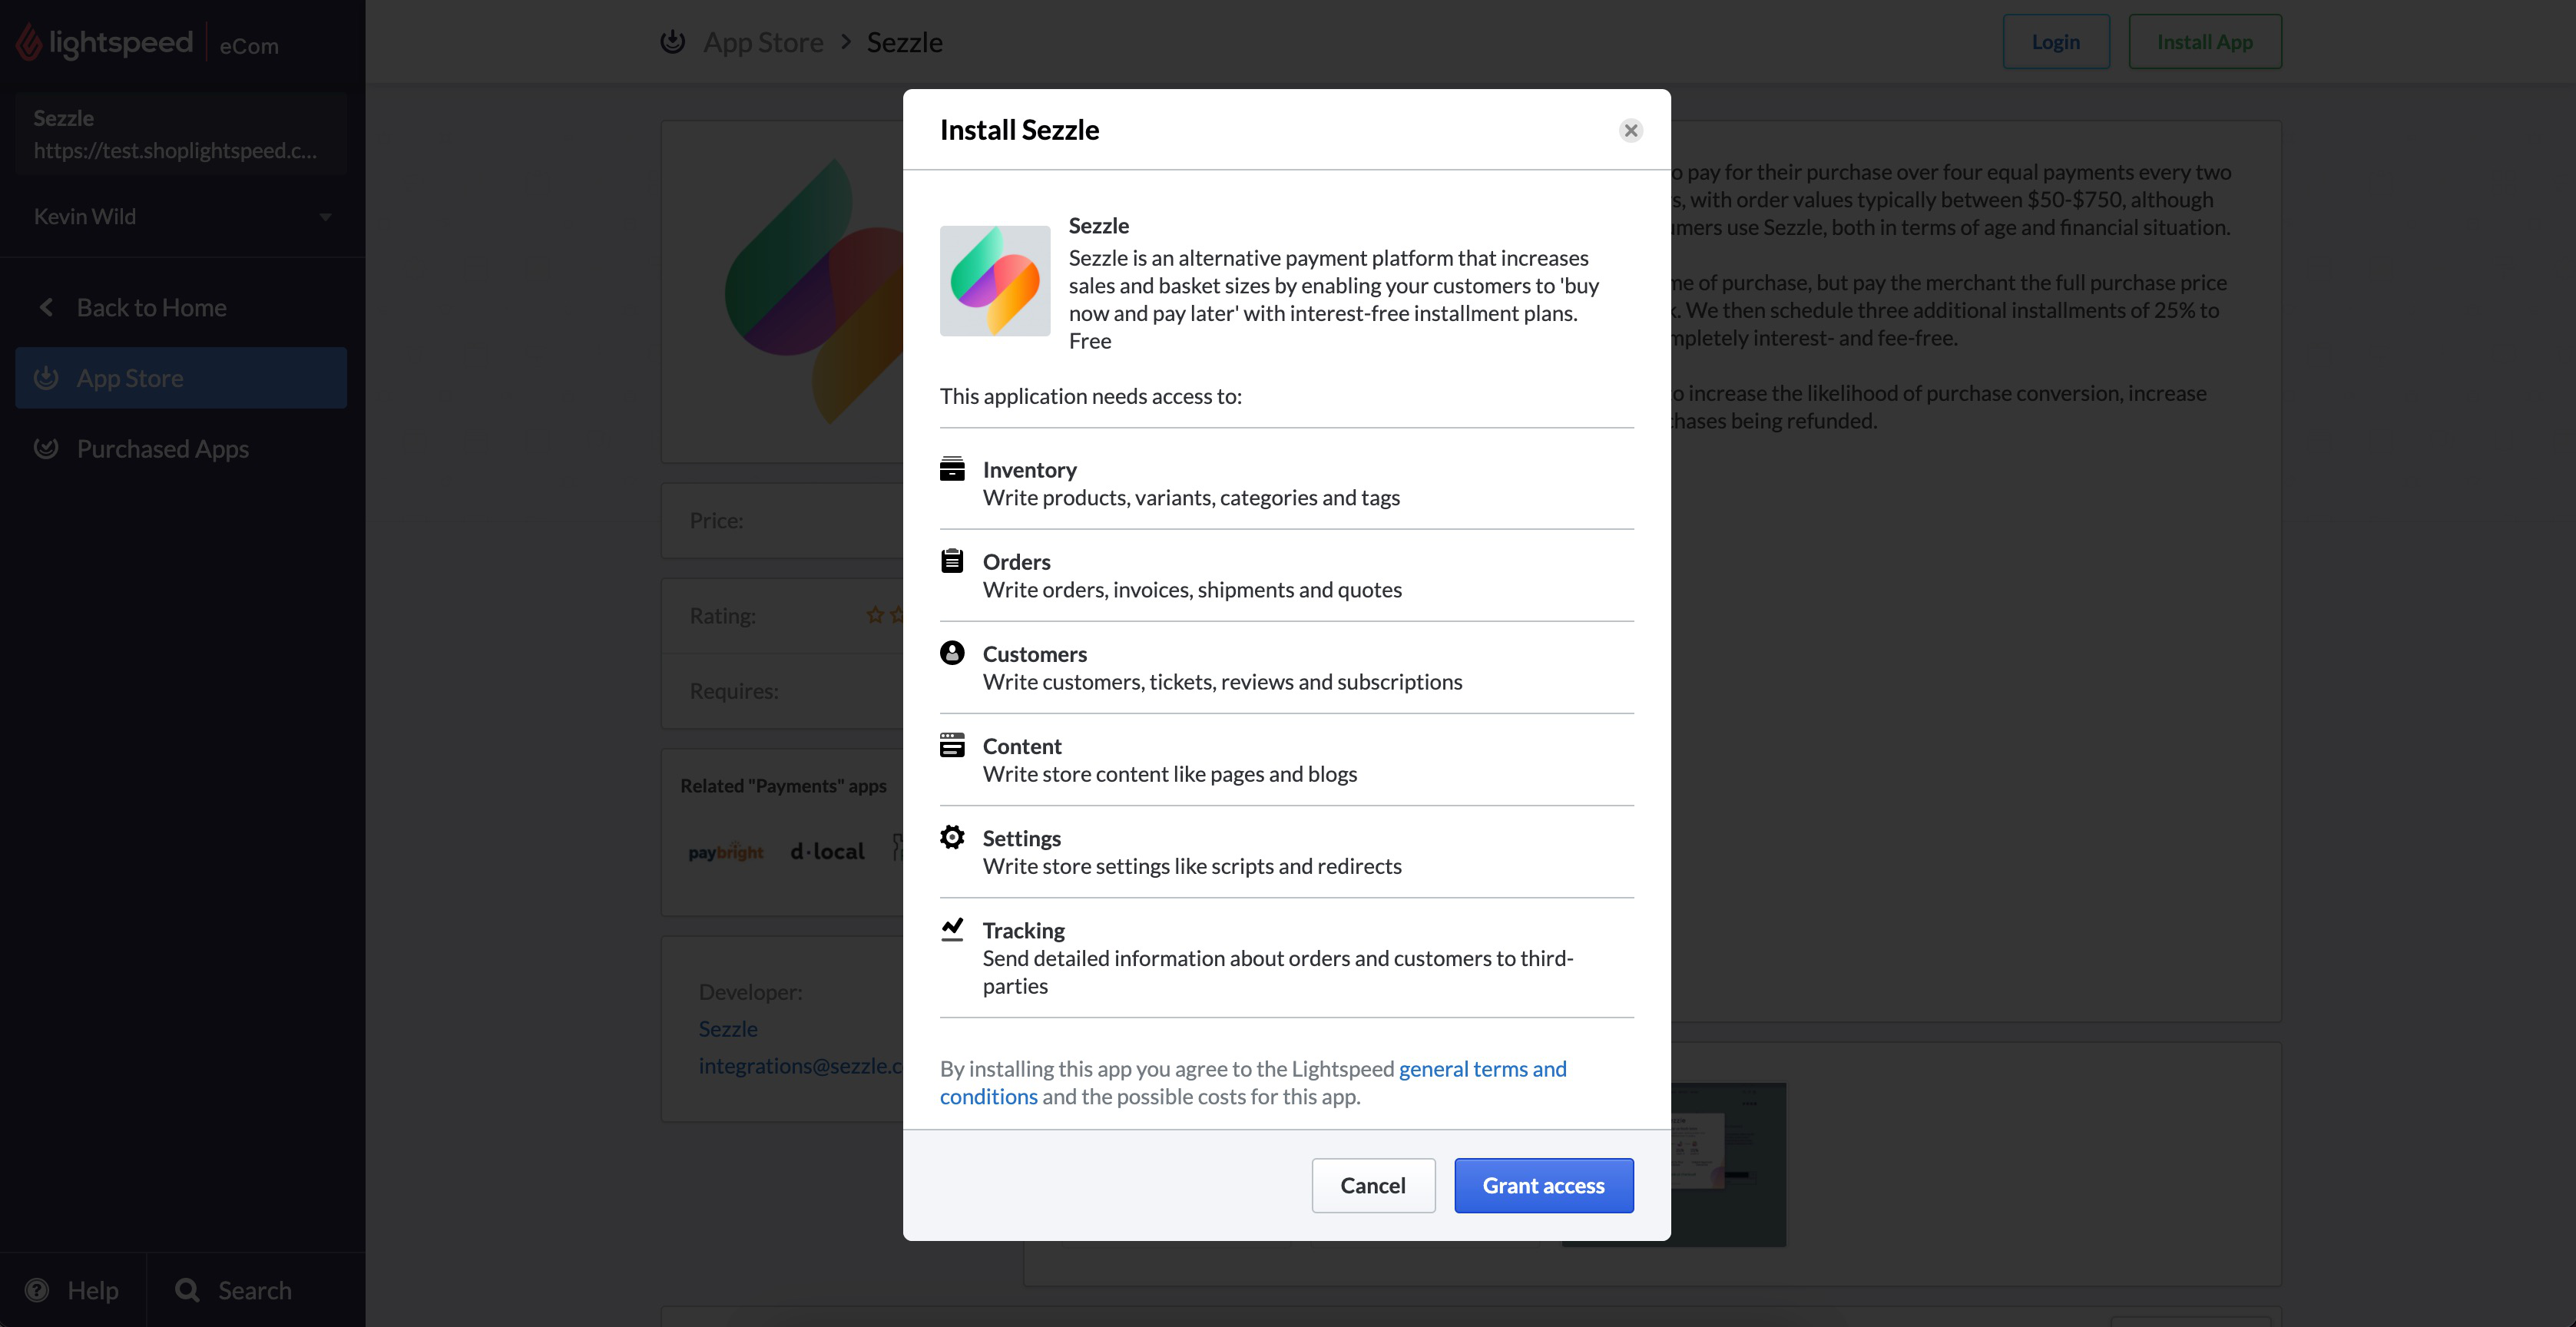 lightspeed eCom
Sezzle
https://test.shoplightspeed.c...
Kevin Wild
Back to Home
App Store
Purchased Apps
Help
Search
App Store > Sezzle
Login
Install App
Price:
Rating:
Requires:
Related "Payments" apps
paybright d·local
Developer:
Sezzle
integrations@sezzle.c
o pay for their purchase over four equal payments every two
s, with order values typically between $50-$750, although
umers use Sezzle, both in terms of age and financial situation.
me of purchase, but pay the merchant the full purchase price
. We then schedule three additional installments of 25% to
mpletely interest- and fee-free.
o increase the likelihood of purchase conversion, increase
hases being refunded.
Install Sezzle
Sezzle
Sezzle is an alternative payment platform that increases
sales and basket sizes by enabling your customers to 'buy
now and pay later' with interest-free installment plans.
Free
This application needs access to:
Inventory
Write products, variants, categories and tags
Orders
Write orders, invoices, shipments and quotes
Customers
Write customers, tickets, reviews and subscriptions
Content
Write store content like pages and blogs
Settings
Write store settings like scripts and redirects
Tracking
Send detailed information about orders and customers to third-
parties
By installing this app you agree to the Lightspeed general terms and
conditions and the possible costs for this app.
Cancel
Grant access